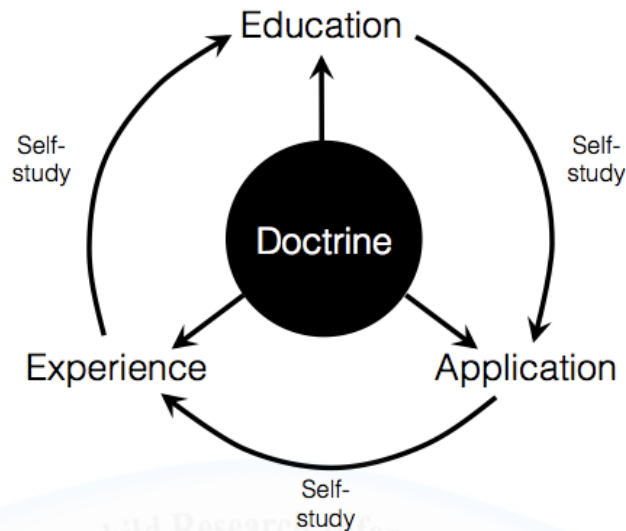 Education
Self-
study
Self-
study
Doctrine
Experience
Application
Self-
study